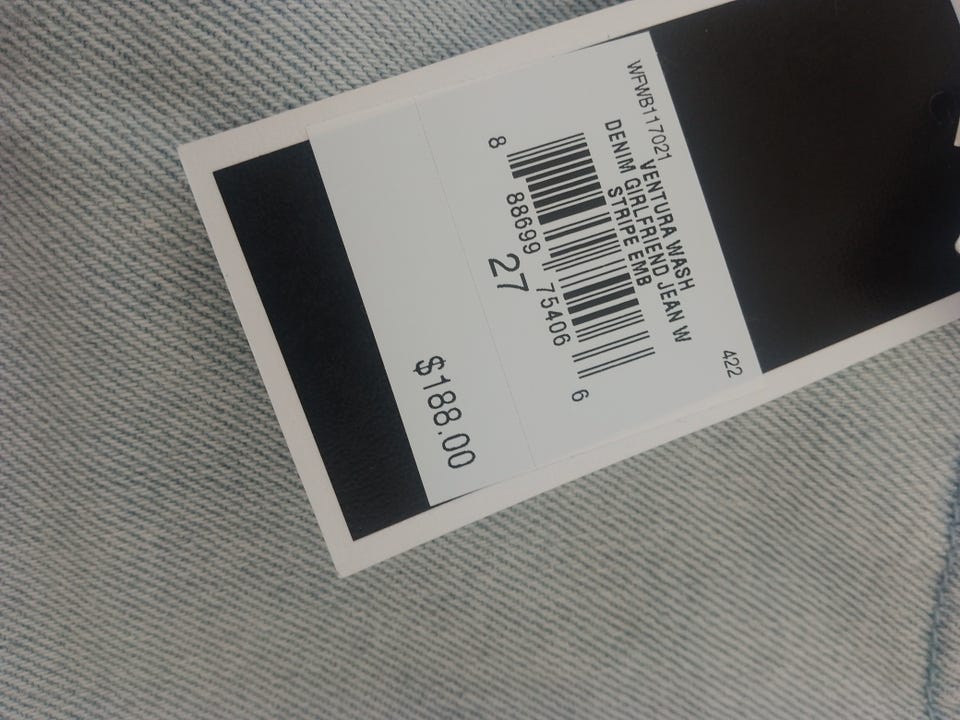 WFWB117021
422
VENTURA WASH
DENIM GIRLFRIEND JEAN W
STRIPE EMB
8 88699 75406 6
27
$188.00